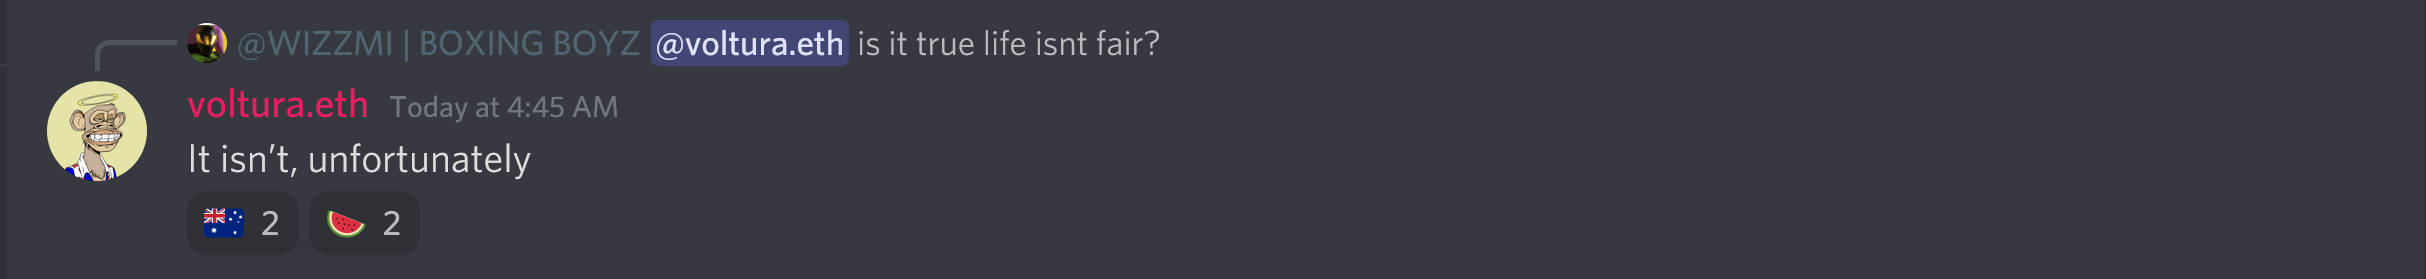 @WIZZMI | BOXING BOYZ @voltura.eth is it true life isnt fair?
voltura.eth Today at 4:45 AM
It isn’t, unfortunately
2 2